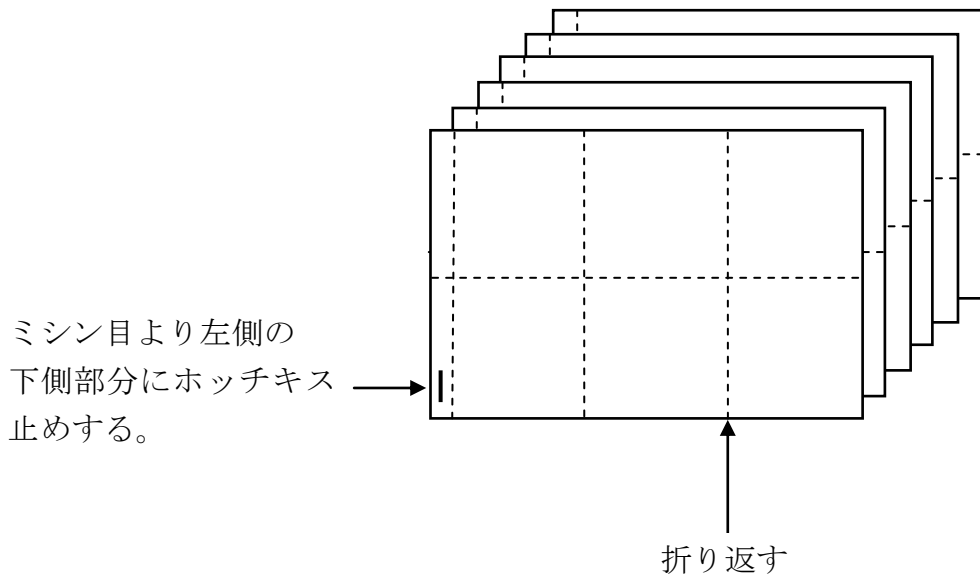 ミシン目より左側の
下側部分にホッチキス
止めする。
折り返す